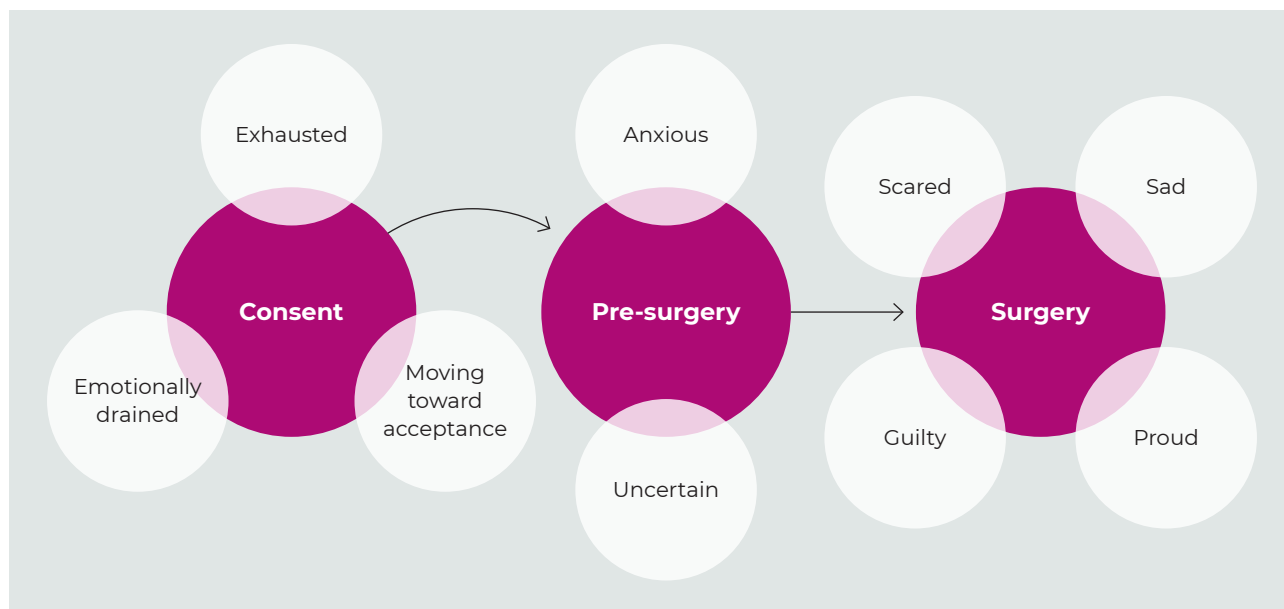 Exhausted
Consent
Emotionally
drained
Moving
toward
acceptance
Anxious
Pre-surgery
Uncertain
Scared
Sad
Surgery
Guilty
Proud